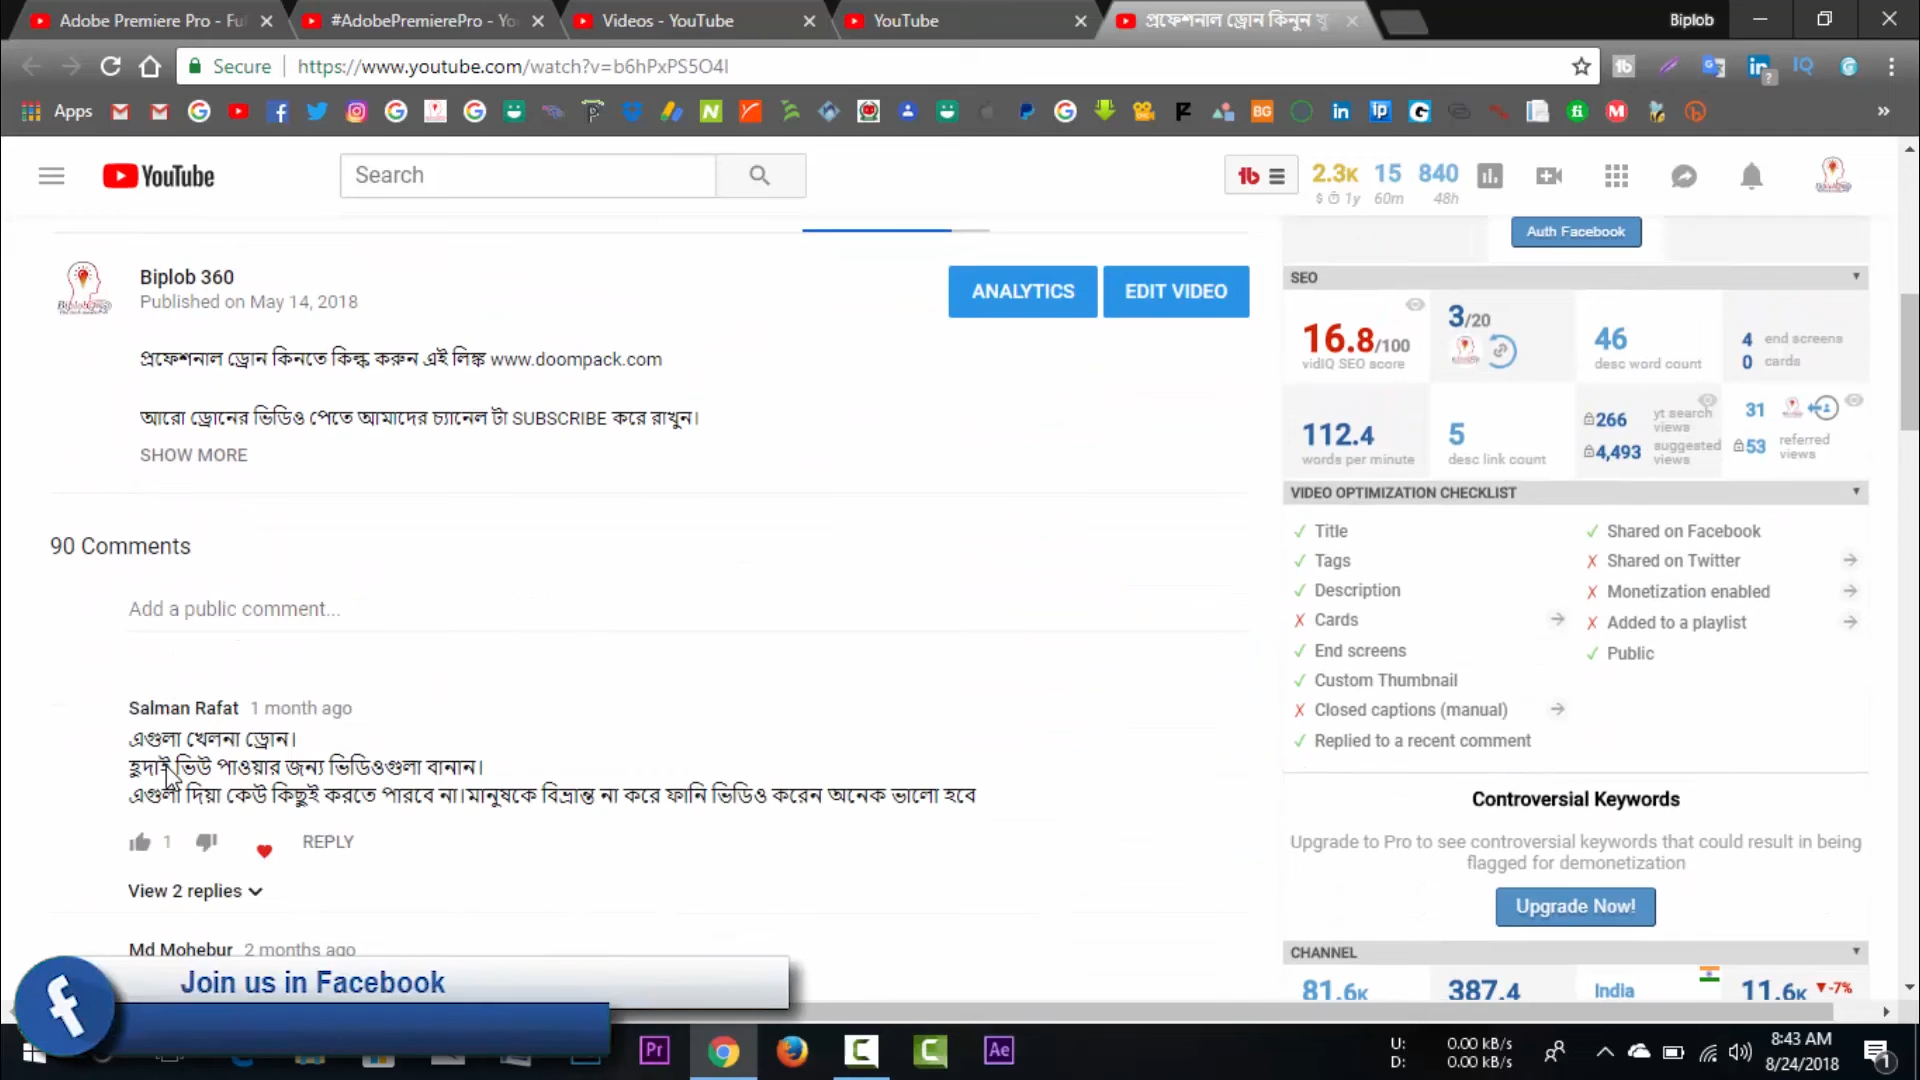 Adobe Premiere Pro - Ful
#AdobePremierePro - Yo
Videos - YouTube
YouTube
প্রফেশনাল ড্রোন কিনুন খু
Biplob
Secure
https://www.youtube.com/watch?v=b6hPxPS5O4I
Apps
YouTube
Search
2.3K 15 840
1y 60m 48h
Auth Facebook
Biplob 360
Published on May 14, 2018
ANALYTICS
EDIT VIDEO
প্রফেশনাল ড্রোন কিনতে কিল্ক করুন এই লিঙ্ক www.doompack.com
আরো ড্রোনের ভিডিও পেতে আমাদের চ্যানেল টা SUBSCRIBE করে রাখুন।
SHOW MORE
90 Comments
Add a public comment...
Salman Rafat 1 month ago
এগুলা খেলনা ড্রোন।
হুদাই ভিউ পাওয়ার জন্য ভিডিওগুলা বানান।
এগুলা দিয়া কেউ কিছুই করতে পারবে না।মানুষকে বিভ্রান্ত না করে ফানি ভিডিও করেন অনেক ভালো হবে
1
REPLY
View 2 replies
Md Mohebur 2 months ago
SEO
16.8/100
vidIQ SEO score
3/20
46
desc word count
4 end screens
0 cards
112.4
words per minute
5
desc link count
266 yt search views
4,493 suggested views
31
53 referred views
VIDEO OPTIMIZATION CHECKLIST
Title
Tags
Description
Cards
End screens
Custom Thumbnail
Closed captions (manual)
Replied to a recent comment
Shared on Facebook
Shared on Twitter
Monetization enabled
Added to a playlist
Public
Controversial Keywords
Upgrade to Pro to see controversial keywords that could result in being
flagged for demonetization
Upgrade Now!
CHANNEL
81.6K 387.4 India 11.6K -7%
Join us in Facebook
Pr
Ae
U: 0.00 kB/s
D: 0.00 kB/s
8:43 AM
8/24/2018
1